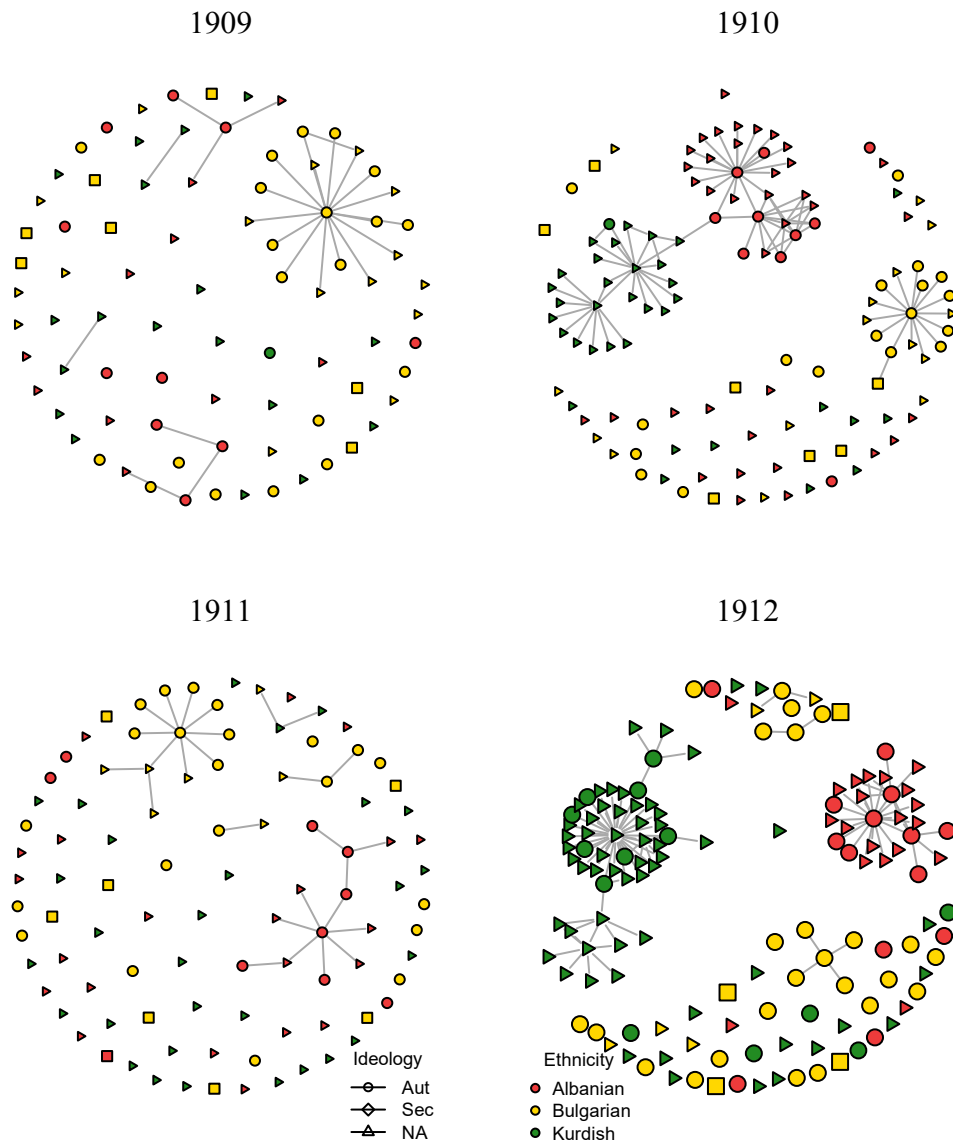 1909
1910
1911
1912
Ideology
Aut
Sec
NA
Ethnicity
Albanian
Bulgarian
Kurdish